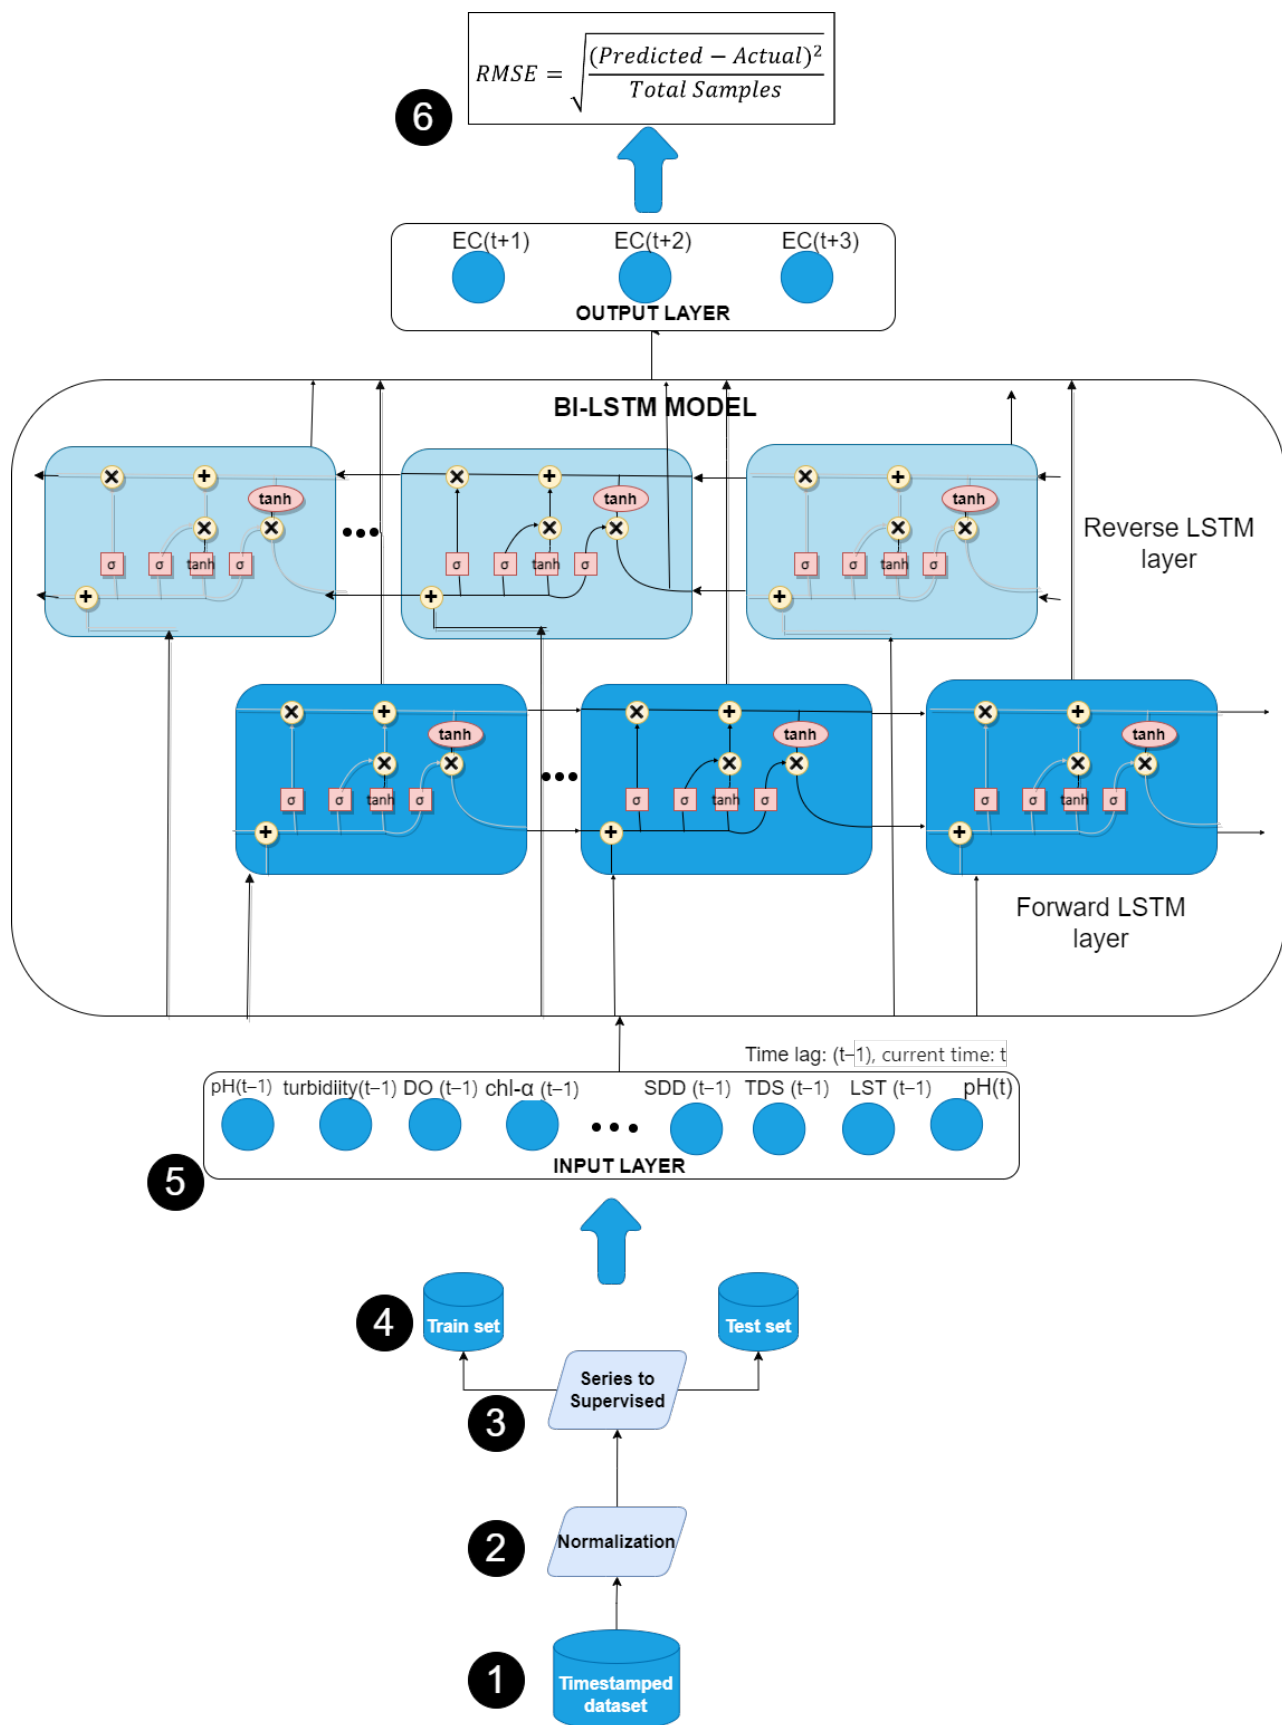 RMSE = √((Predicted − Actual)² / Total Samples)
6
EC(t+1) EC(t+2) EC(t+3)
OUTPUT LAYER
BI-LSTM MODEL
× + tanh × σ σ tanh σ +
× + tanh × × σ σ tanh σ +
× + tanh × × σ σ tanh σ +
Reverse LSTM
layer
× + tanh × × σ σ tanh σ +
× + tanh × × σ σ tanh σ +
× + tanh × × σ σ tanh σ +
Forward LSTM
layer
Time lag: (t−1), current time: t
pH(t−1) turbidiity(t−1) DO (t−1) chl-α (t−1) ... SDD (t−1) TDS (t−1) LST (t−1) pH(t)
INPUT LAYER
5
4
Train set
Test set
Series to
Supervised
3
2
Normalization
1
Timestamped
dataset